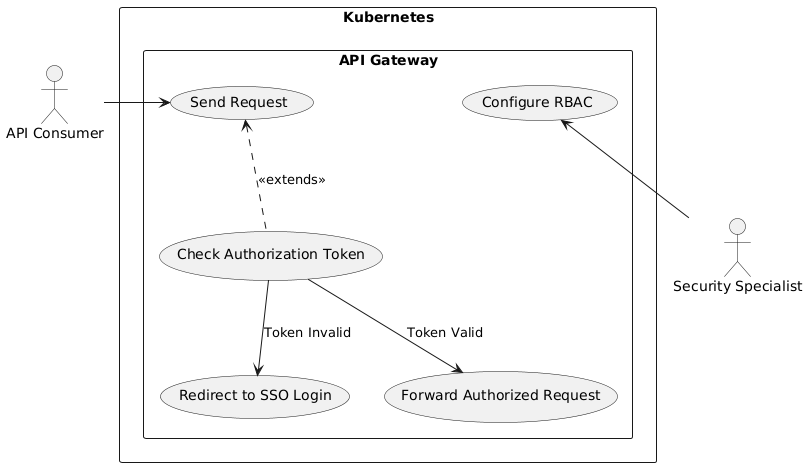 Kubernetes
API Gateway
Send Request
Configure RBAC
API Consumer
«extends»
Check Authorization Token
Security Specialist
Token Invalid
Token Valid
Redirect to SSO Login
Forward Authorized Request